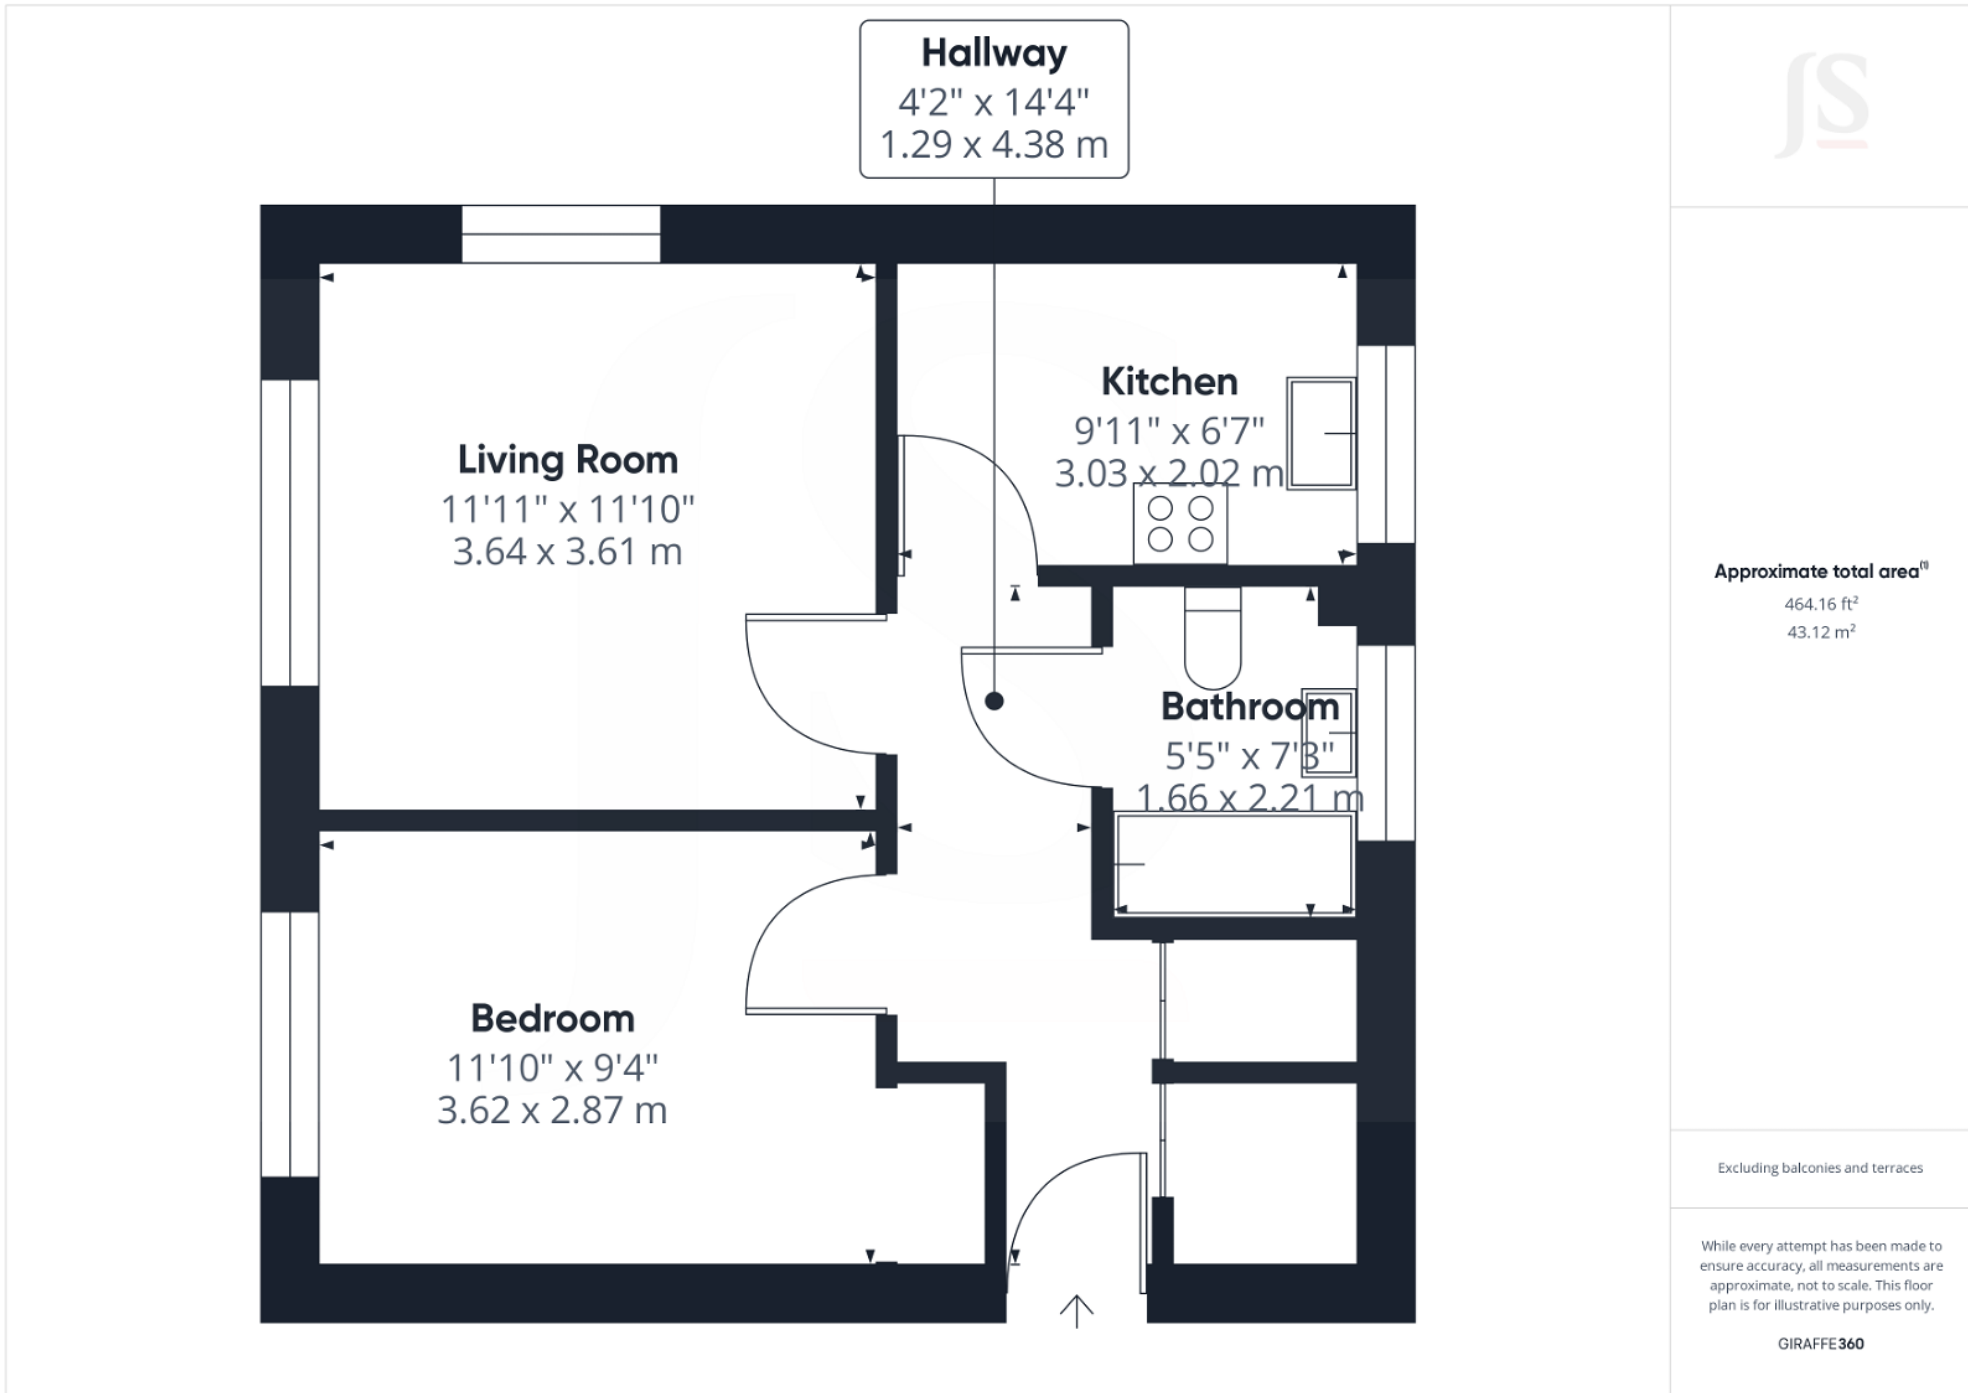 Hallway
4'2" x 14'4"
1.29 x 4.38 m
Living Room
11'11" x 11'10"
3.64 x 3.61 m
Kitchen
9'11" x 6'7"
3.03 x 2.02 m
Bathroom
5'5" x 7'3"
1.66 x 2.21 m
Bedroom
11'10" x 9'4"
3.62 x 2.87 m
JS
Approximate total area(1)
464.16 ft²
43.12 m²
Excluding balconies and terraces
While every attempt has been made to
ensure accuracy, all measurements are
approximate, not to scale. This floor
plan is for illustrative purposes only.
GIRAFFE360